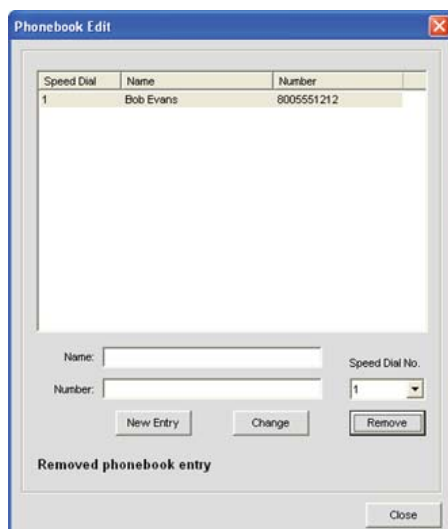 Phonebook Edit
Speed Dial Name Number
1 Bob Evans 8005551212
Name:
Speed Dial No.
Number: 1
New Entry Change Remove
Removed phonebook entry
Close